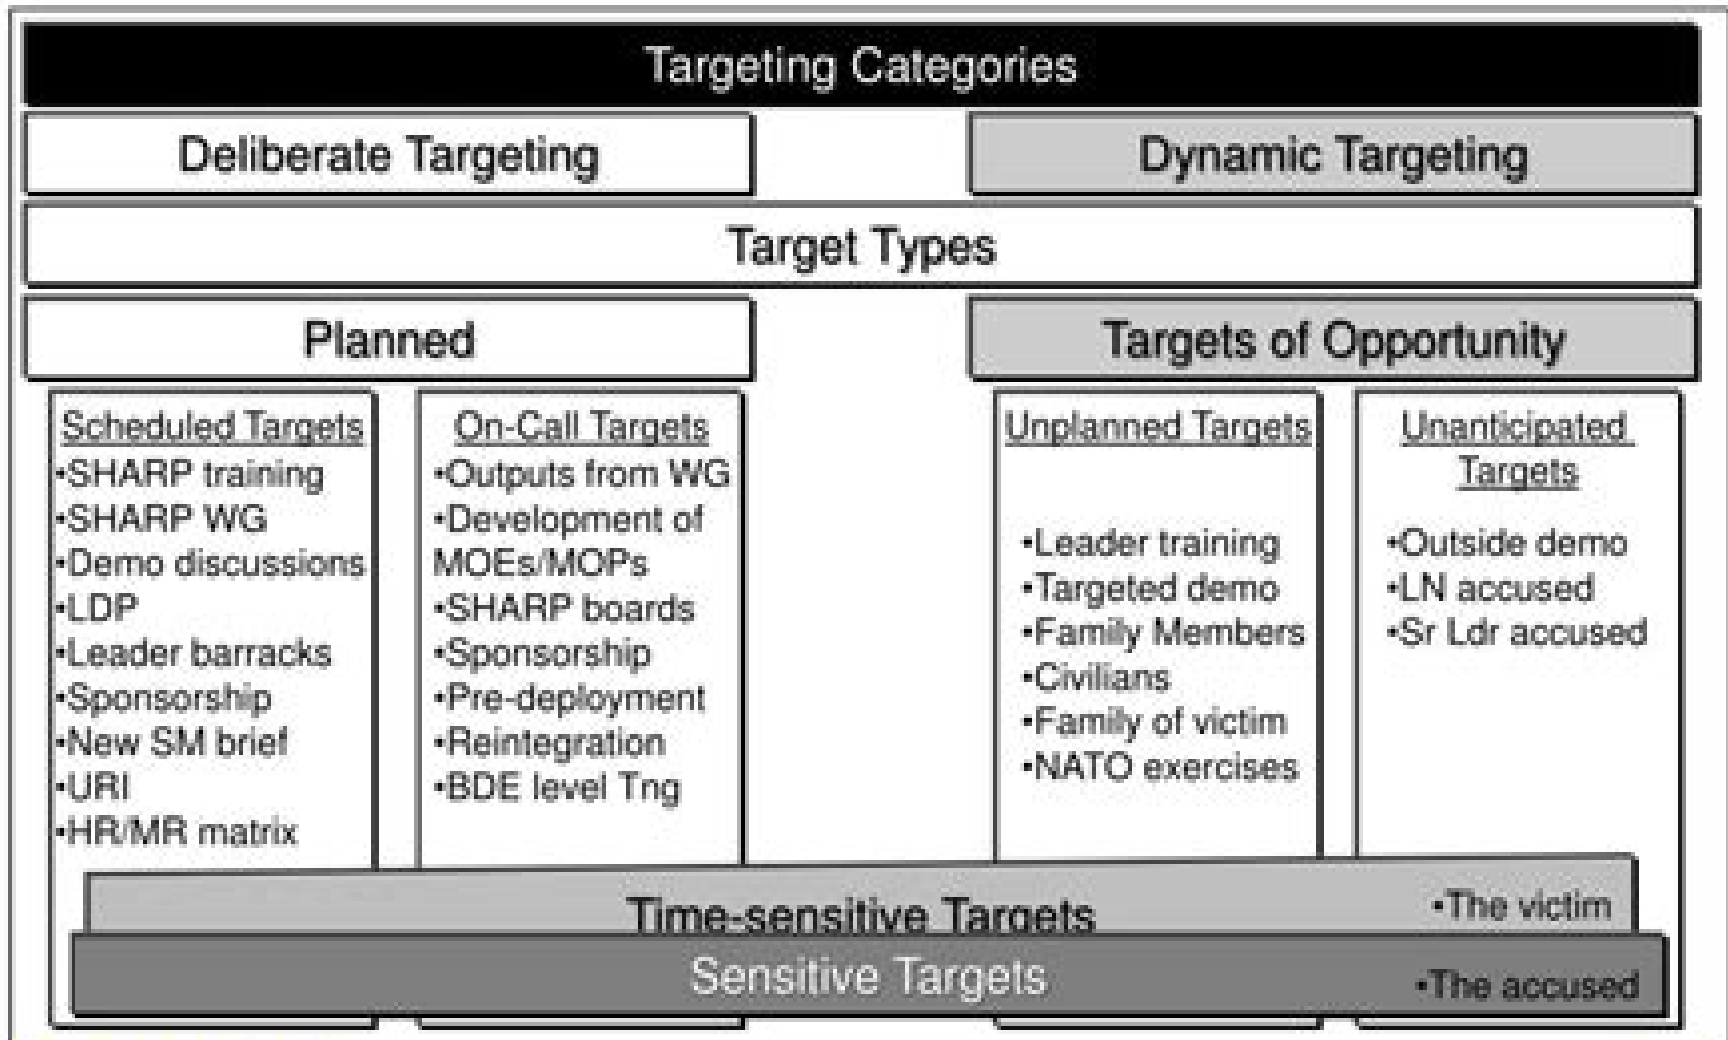 Targeting Categories
Deliberate Targeting
Dynamic Targeting
Target Types
Planned
Targets of Opportunity
Scheduled Targets
•SHARP training
•SHARP WG
•Demo discussions
•LDP
•Leader barracks
•Sponsorship
•New SM brief
•URI
•HR/MR matrix
On-Call Targets
•Outputs from WG
•Development of
MOEs/MOPs
•SHARP boards
•Sponsorship
•Pre-deployment
•Reintegration
•BDE level Tng
Unplanned Targets
•Leader training
•Targeted demo
•Family Members
•Civilians
•Family of victim
•NATO exercises
Unanticipated
Targets
•Outside demo
•LN accused
•Sr Ldr accused
Time-sensitive Targets
•The victim
Sensitive Targets
•The accused